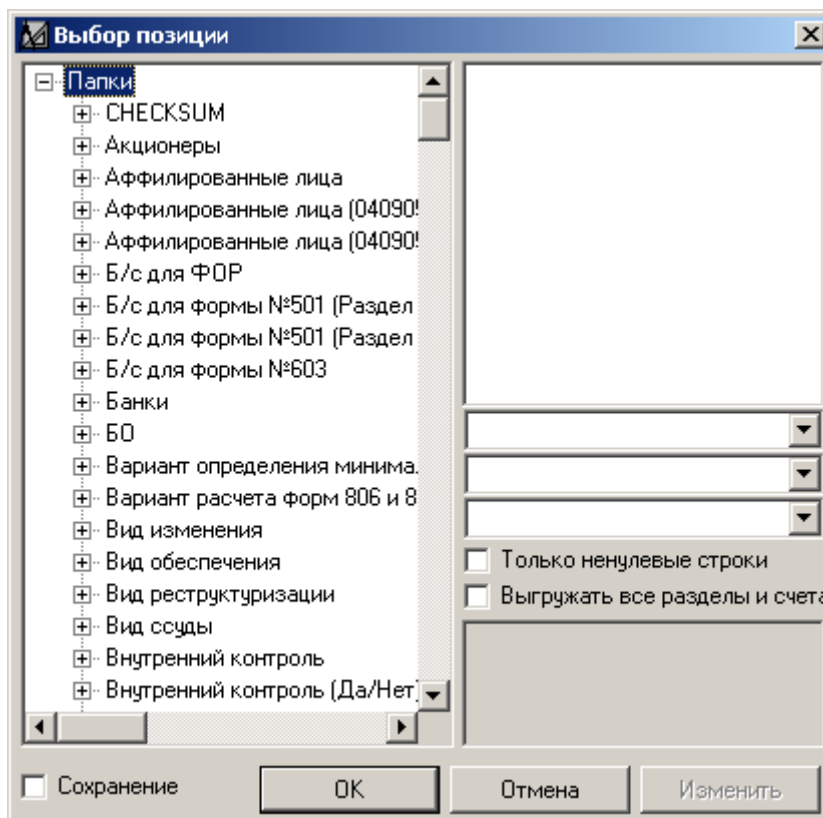 Выбор позиции
Папки
CHECKSUM
Акционеры
Аффилированные лица
Аффилированные лица (040905
Аффилированные лица (040905
Б/с для ФОР
Б/с для формы №501 (Раздел
Б/с для формы №501 (Раздел
Б/с для формы №603
Банки
БО
Вариант определения минима
Вариант расчета форм 806 и 8
Вид изменения
Вид обеспечения
Вид реструктуризации
Вид ссуды
Внутренний контроль
Внутренний контроль (Да/Нет)
Только ненулевые строки
Выгружать все разделы и счета
Сохранение
OK
Отмена
Изменить